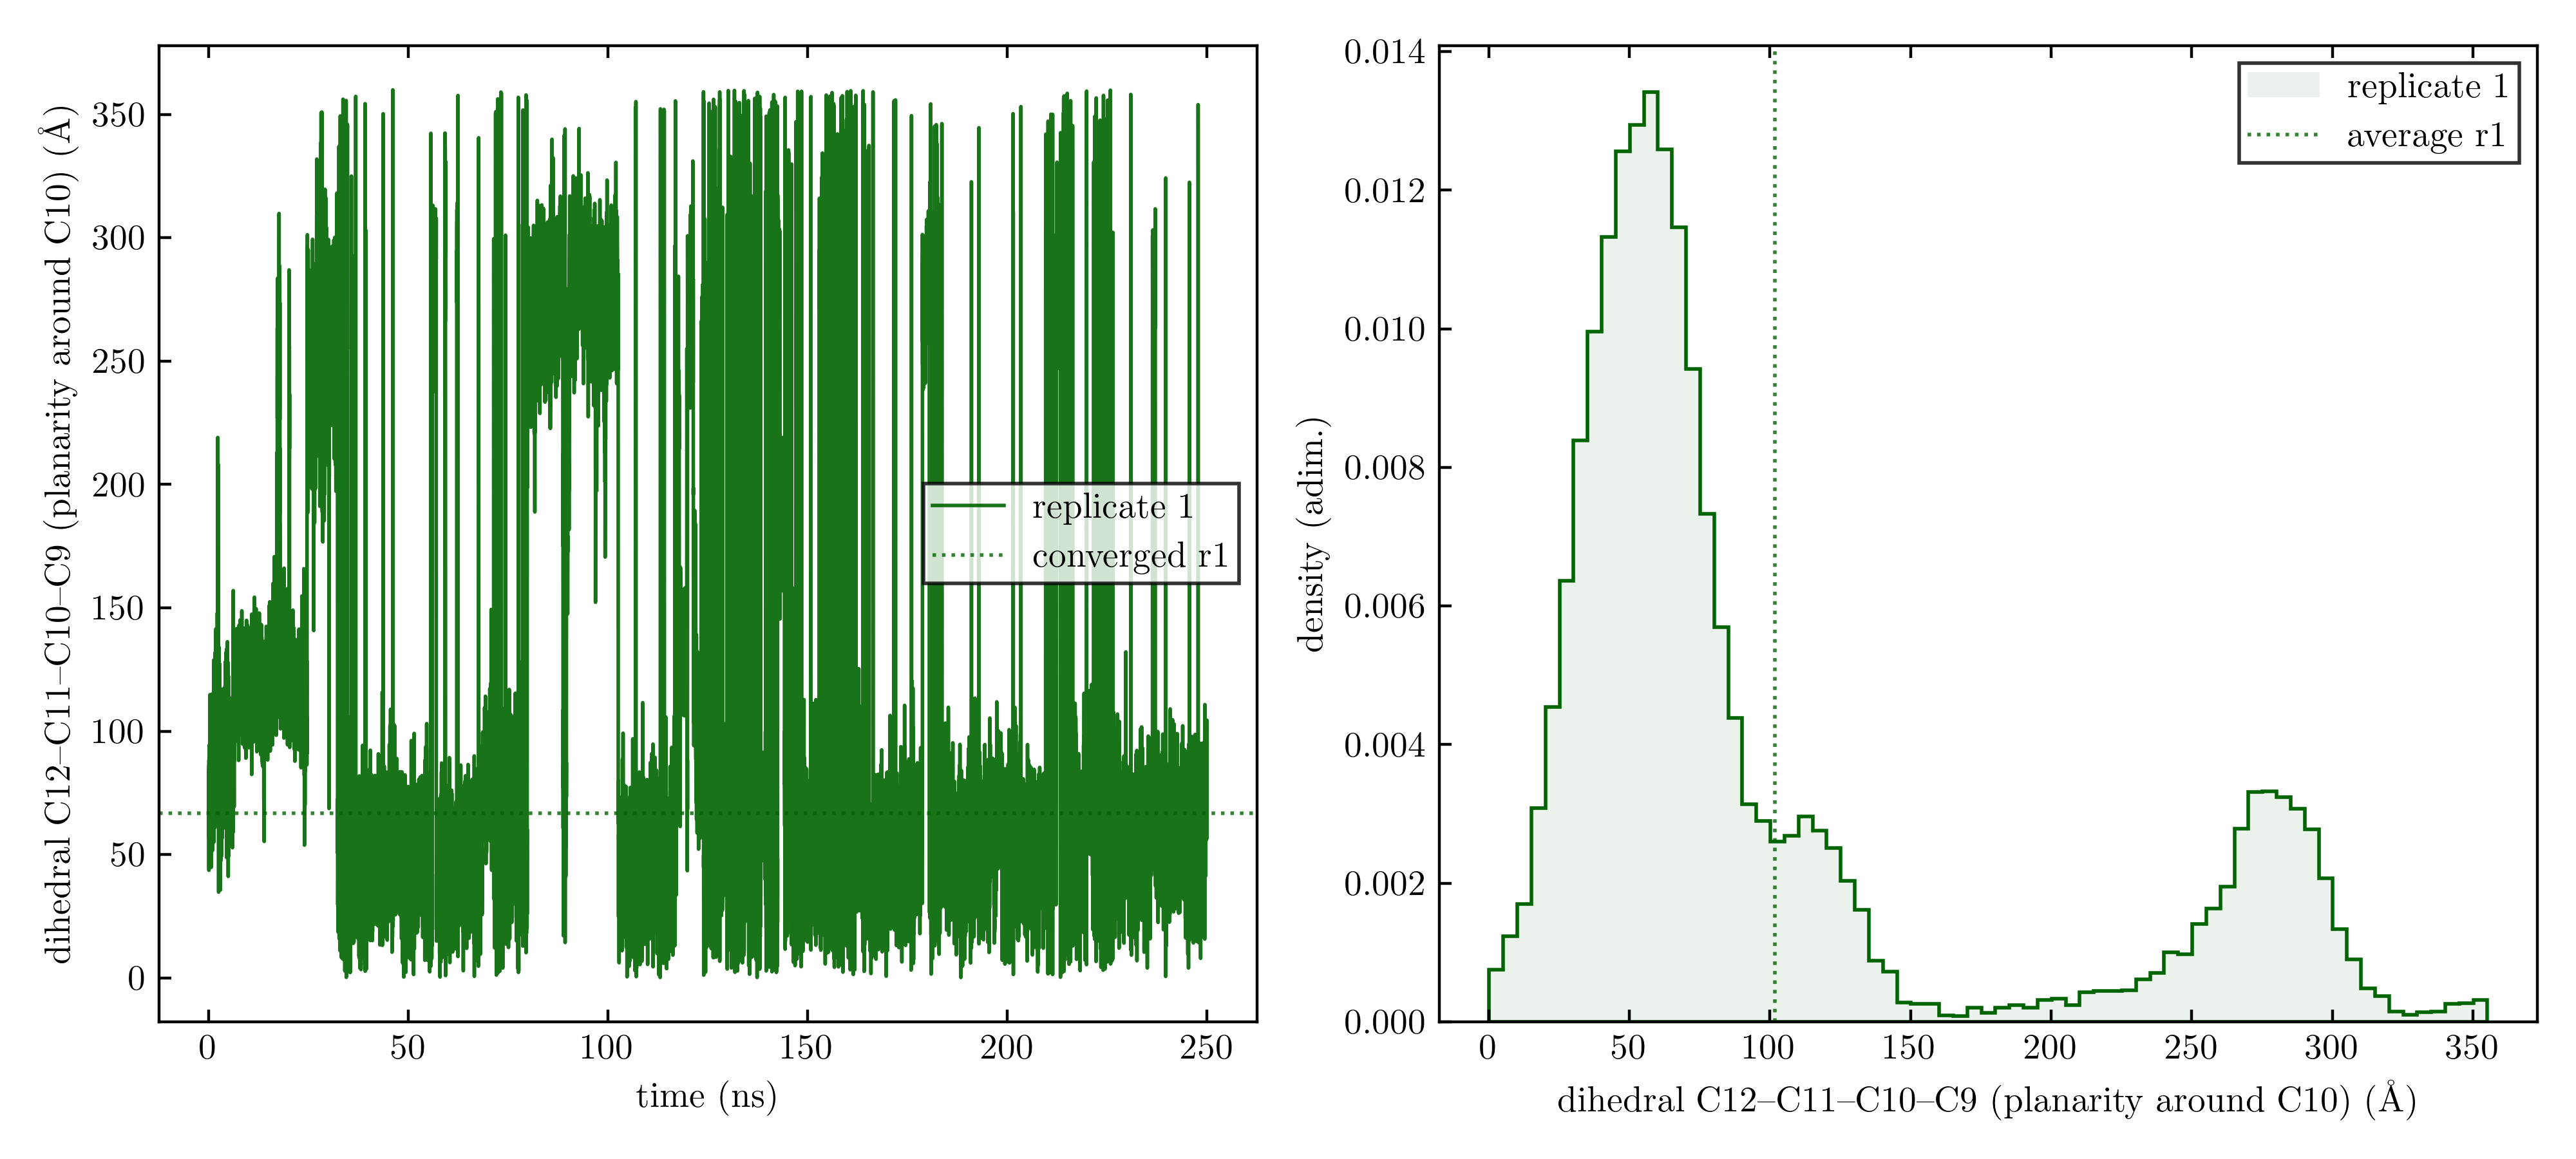 dihedral C12–C11–C10–C9 (planarity around C10) (Å)
350
300
250
200
150
100
50
0
0 50 100 150 200 250
time (ns)
replicate 1
converged r1
density (adim.)
0.014
0.012
0.010
0.008
0.006
0.004
0.002
0.000
0 50 100 150 200 250 300 350
dihedral C12–C11–C10–C9 (planarity around C10) (Å)
replicate 1
average r1